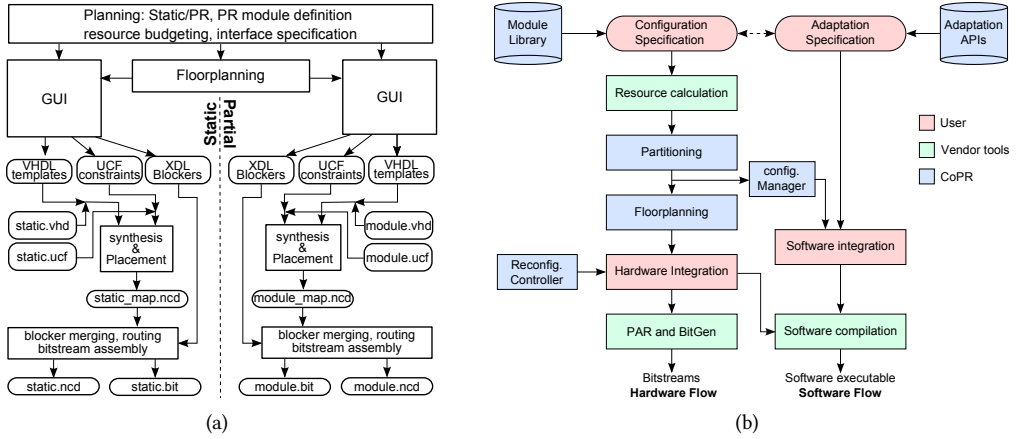 Planning: Static/PR, PR module definition
resource budgeting, interface specification
GUI
Floorplanning
GUI
Static
Partial
VHDL
templates
UCF
constraints
XDL
Blockers
XDL
Blockers
UCF
constraints
VHDL
templates
static.vhd
static.ucf
synthesis
&
Placement
synthesis
&
Placement
module.vhd
module.ucf
static_map.ncd
module_map.ncd
blocker merging, routing
bitstream assembly
blocker merging, routing
bitstream assembly
static.ncd
static.bit
module.bit
module.ncd
(a)
Module
Library
Configuration
Specification
Adaptation
Specification
Adaptation
APIs
Resource calculation
User
Vendor tools
CoPR
Partitioning
config.
Manager
Floorplanning
Software integration
Reconfig.
Controller
Hardware Integration
PAR and BitGen
Software compilation
Bitstreams
Hardware Flow
Software executable
Software Flow
(b)